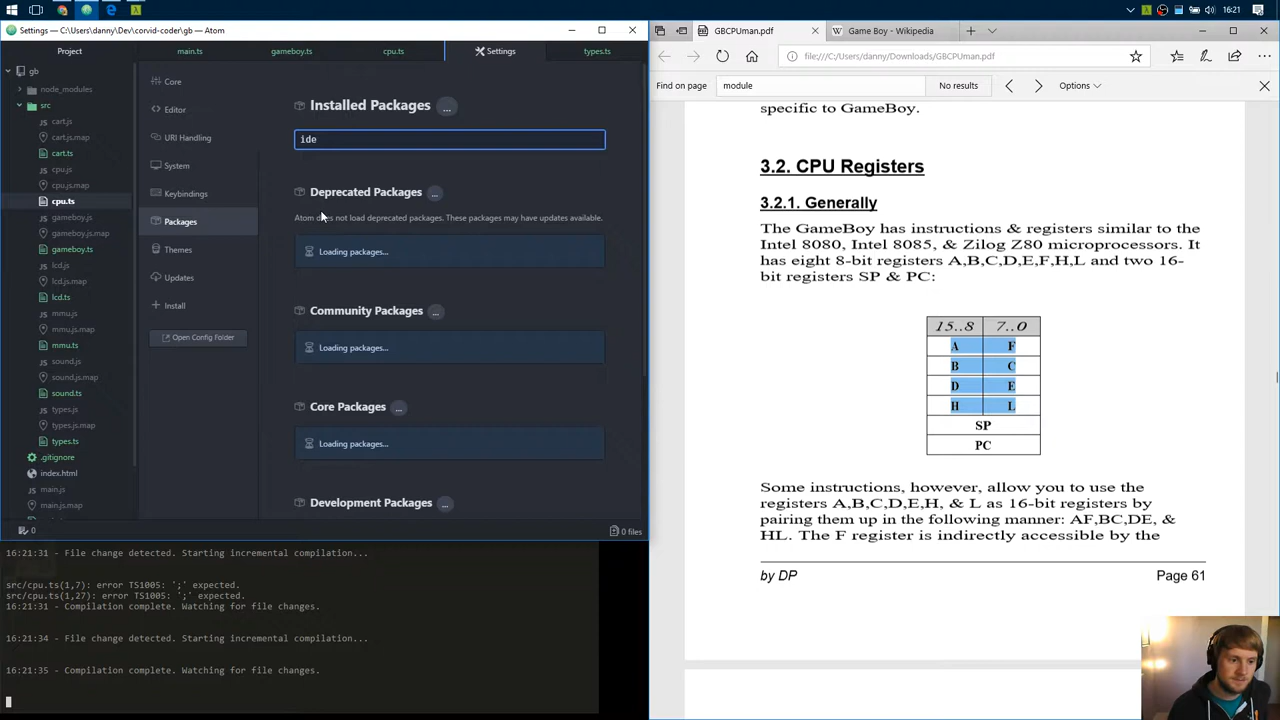 16:21
Settings — C:\Users\danny\Dev\corvid-coder\gb — Atom
Project
main.ts
gameboy.ts
cpu.ts
Settings
types.ts
gb
node_modules
src
cart.js
cart.js.map
cart.ts
cpu.js
cpu.js.map
cpu.ts
gameboy.js
gameboy.js.map
gameboy.ts
lcd.js
lcd.js.map
lcd.ts
mmu.js
mmu.js.map
mmu.ts
sound.js
sound.js.map
sound.ts
types.js
types.js.map
types.ts
.gitignore
index.html
main.js
main.js.map
Core
Editor
URI Handling
System
Keybindings
Packages
Themes
Updates
Install
Open Config Folder
Installed Packages ...
ide
Deprecated Packages ...
Atom does not load deprecated packages. These packages may have updates available.
Loading packages...
Community Packages ...
Loading packages...
Core Packages ...
Loading packages...
Development Packages ...
0
0 files
16:21:31 - File change detected. Starting incremental compilation...
src/cpu.ts(1,7): error TS1005: ';' expected.
src/cpu.ts(1,27): error TS1005: ';' expected.
16:21:31 - Compilation complete. Watching for file changes.
16:21:34 - File change detected. Starting incremental compilation...
16:21:35 - Compilation complete. Watching for file changes.
GBCPUman.pdf
Game Boy - Wikipedia
file:///C:/Users/danny/Downloads/GBCPUman.pdf
Find on page
module
No results
Options
specific to GameBoy.
3.2. CPU Registers
3.2.1. Generally
The GameBoy has instructions & registers similar to the
Intel 8080, Intel 8085, & Zilog Z80 microprocessors. It
has eight 8-bit registers A,B,C,D,E,F,H,L and two 16-
bit registers SP & PC:
15..8 7..0
A F
B C
D E
H L
SP
PC
Some instructions, however, allow you to use the
registers A,B,C,D,E,H, & L as 16-bit registers by
pairing them up in the following manner: AF,BC,DE, &
HL. The F register is indirectly accessible by the
by DP
Page 61